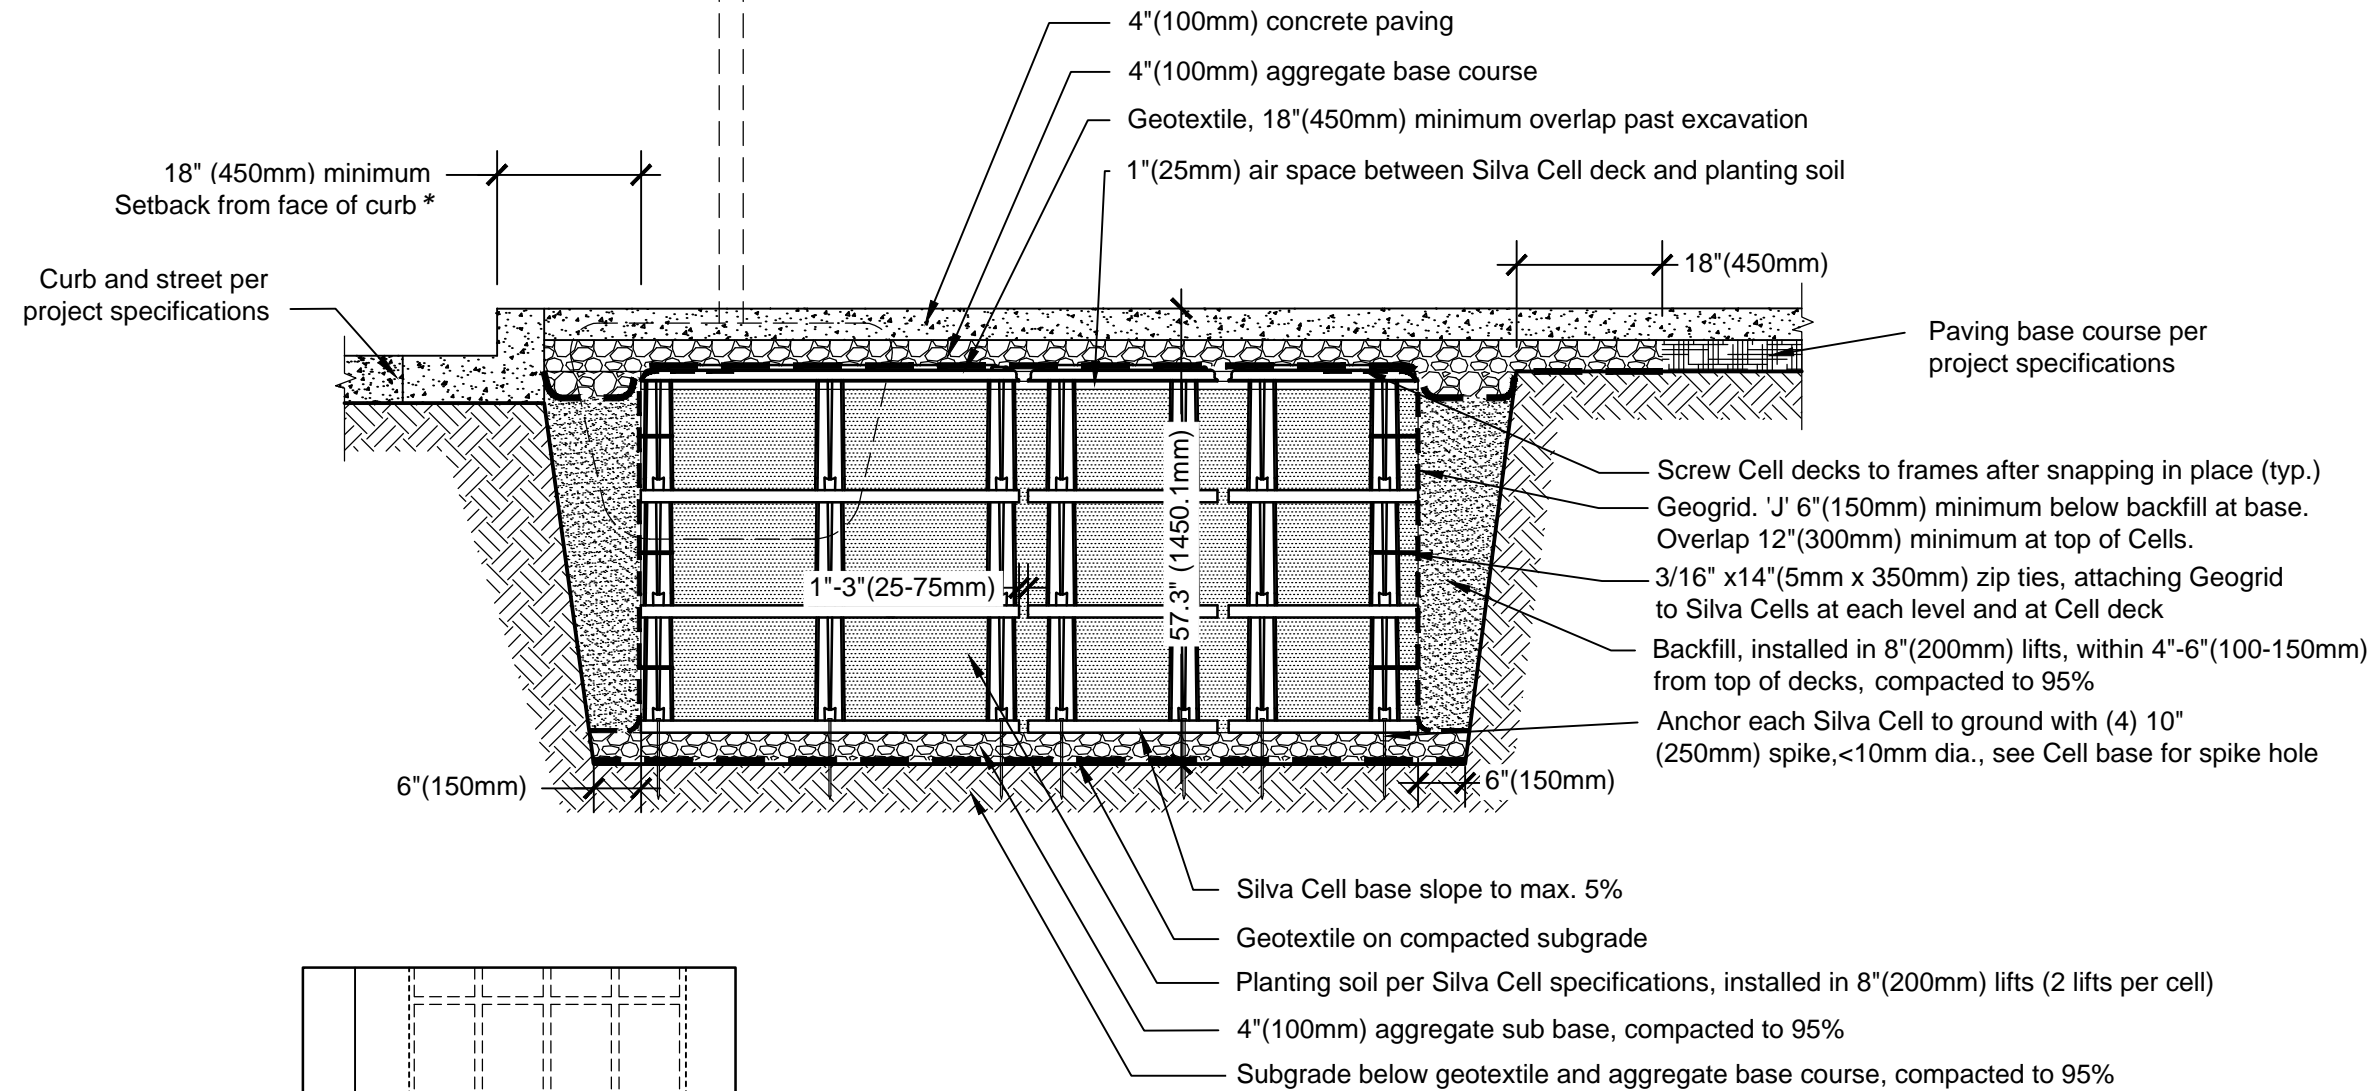 4"(100mm) concrete paving
4"(100mm) aggregate base course
Geotextile, 18"(450mm) minimum overlap past excavation
1"(25mm) air space between Silva Cell deck and planting soil
18" (450mm) minimum
Setback from face of curb *
18"(450mm)
Curb and street per
project specifications
Paving base course per
project specifications
57.3" (1450.1mm)
1"-3"(25-75mm)
Screw Cell decks to frames after snapping in place (typ.)
Geogrid. 'J' 6"(150mm) minimum below backfill at base.
Overlap 12"(300mm) minimum at top of Cells.
3/16" x14"(5mm x 350mm) zip ties, attaching Geogrid
to Silva Cells at each level and at Cell deck
Backfill, installed in 8"(200mm) lifts, within 4"-6"(100-150mm)
from top of decks, compacted to 95%
Anchor each Silva Cell to ground with (4) 10"
(250mm) spike,<10mm dia., see Cell base for spike hole
6"(150mm)
6"(150mm)
Silva Cell base slope to max. 5%
Geotextile on compacted subgrade
Planting soil per Silva Cell specifications, installed in 8"(200mm) lifts (2 lifts per cell)
4"(100mm) aggregate sub base, compacted to 95%
Subgrade below geotextile and aggregate base course, compacted to 95%